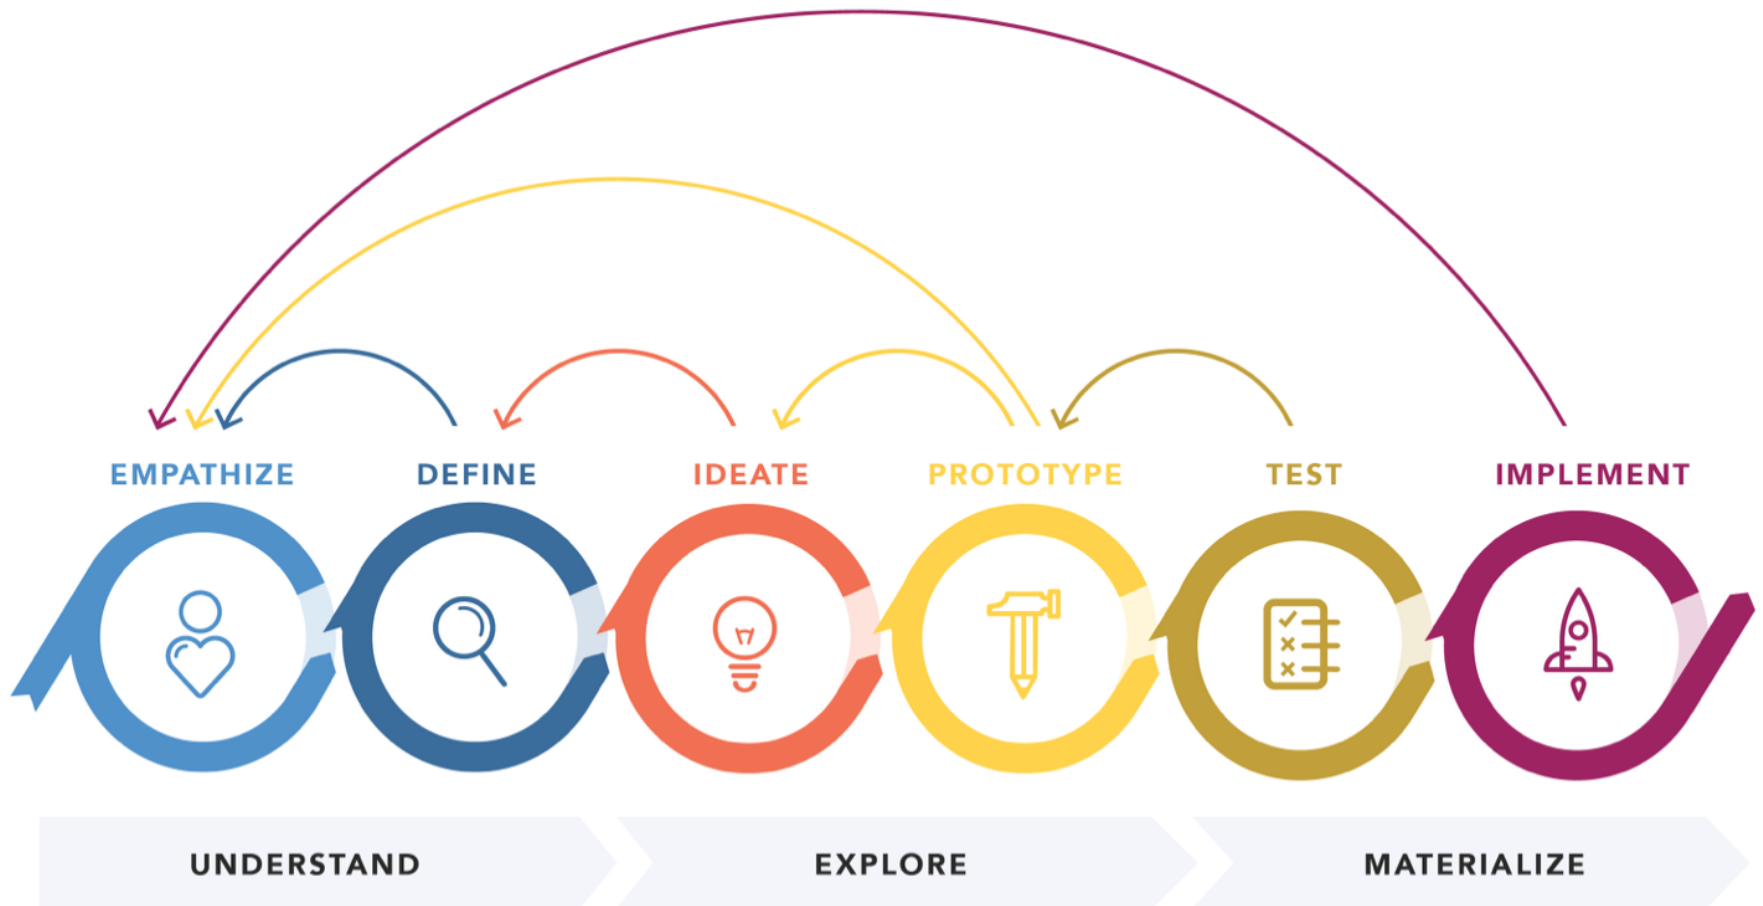 EMPATHIZE
DEFINE
IDEATE
PROTOTYPE
TEST
IMPLEMENT
UNDERSTAND
EXPLORE
MATERIALIZE